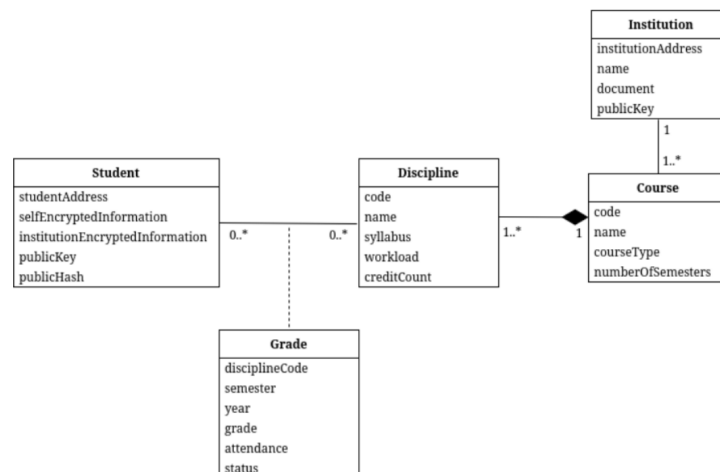 Institution
institutionAddress
name
document
publicKey
1
1..*
Student
studentAddress
selfEncryptedInformation
institutionEncryptedInformation
publicKey
publicHash
0..*
0..*
Discipline
code
name
syllabus
workload
creditCount
1..*
1
Course
code
name
courseType
numberOfSemesters
Grade
disciplineCode
semester
year
grade
attendance
status